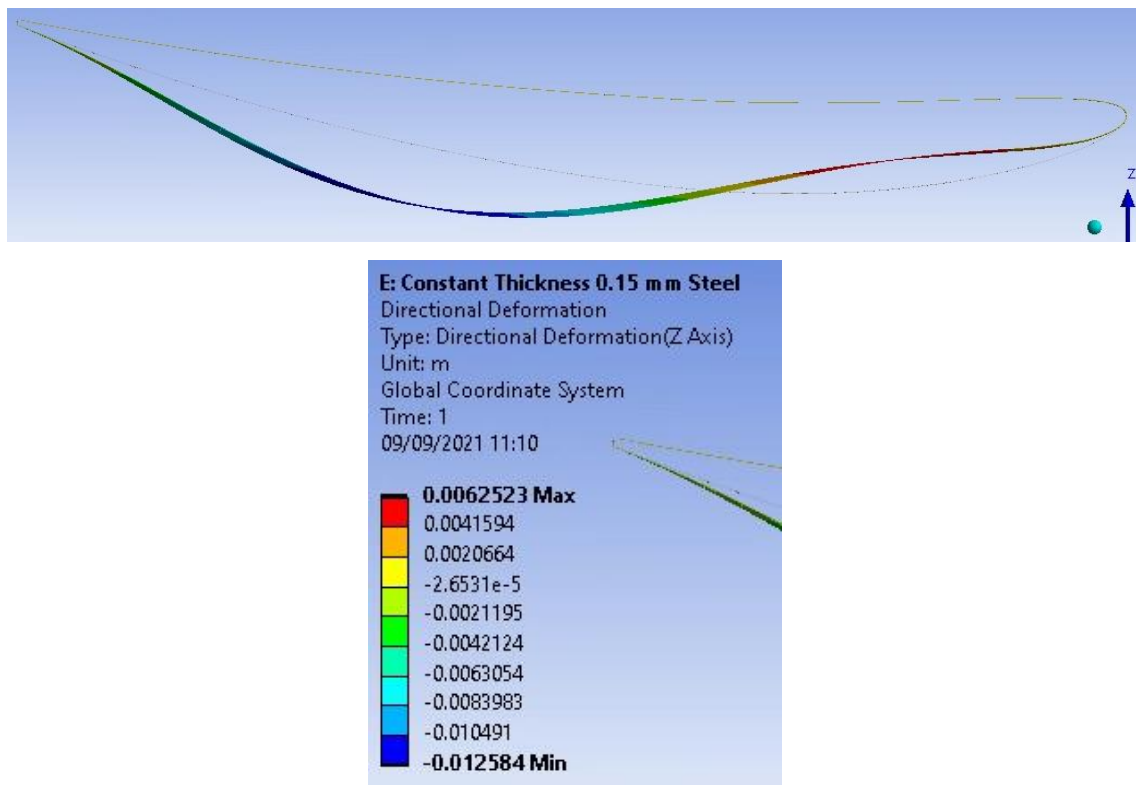 Z
E: Constant Thickness 0.15 mm Steel
Directional Deformation
Type: Directional Deformation(Z Axis)
Unit: m
Global Coordinate System
Time: 1
09/09/2021 11:10
0.0062523 Max
0.0041594
0.0020664
-2.6531e-5
-0.0021195
-0.0042124
-0.0063054
-0.0083983
-0.010491
-0.012584 Min